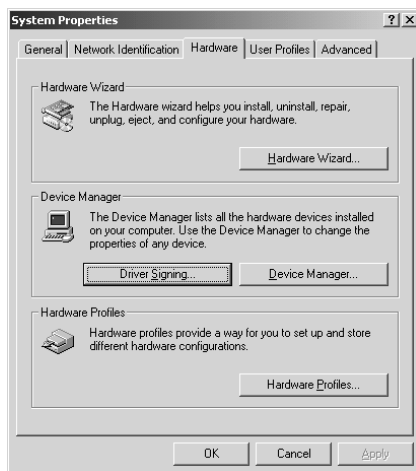 System Properties
General Network Identification Hardware User Profiles Advanced
Hardware Wizard
The Hardware wizard helps you install, uninstall, repair,
unplug, eject, and configure your hardware.
Hardware Wizard...
Device Manager
The Device Manager lists all the hardware devices installed
on your computer. Use the Device Manager to change the
properties of any device.
Driver Signing... Device Manager...
Hardware Profiles
Hardware profiles provide a way for you to set up and store
different hardware configurations.
Hardware Profiles...
OK Cancel Apply